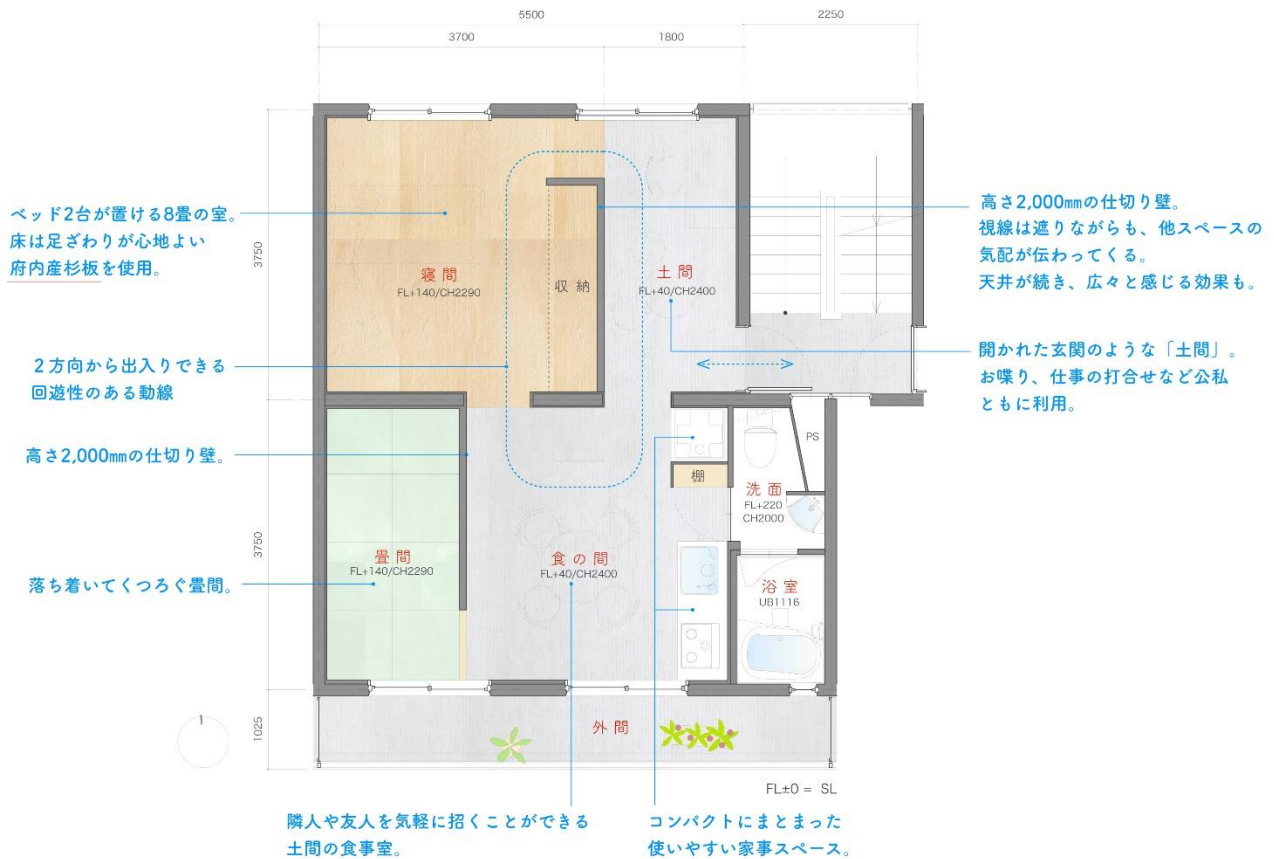 5500
2250
3700
1800
ベッド2台が置ける8畳の室。
床は足ざわりが心地よい
府内産杉板を使用。
高さ2,000㎜の仕切り壁。
視線は遮りながらも、他スペースの
気配が伝わってくる。
天井が続き、広々と感じる効果も。
3750
寝間
FL+140/CH2290
収納
土間
FL+40/CH2400
2方向から出入りできる
回遊性のある動線
開かれた玄関のような「土間」。
お喋り、仕事の打合せなど公私
ともに利用。
高さ2,000㎜の仕切り壁。
PS
棚
洗面
FL+220
CH2000
3750
畳間
FL+140/CH2290
食の間
FL+40/CH2400
落ち着いてくつろぐ畳間。
浴室
UB1116
1025
外間
FL±0 = SL
隣人や友人を気軽に招くことができる
土間の食事室。
コンパクトにまとまった
使いやすい家事スペース。